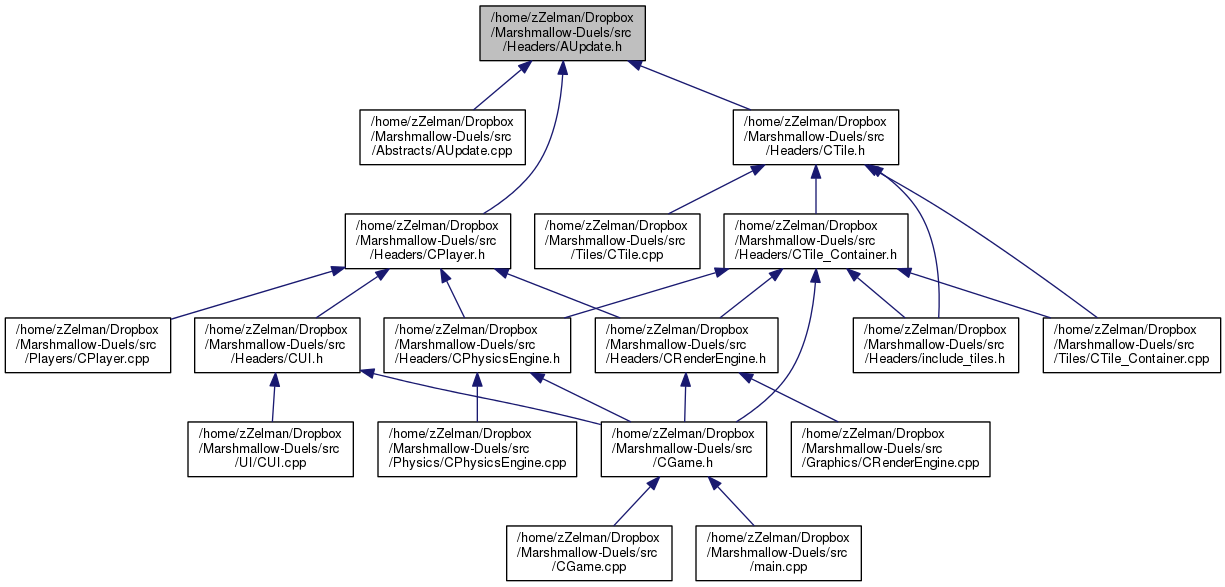 /home/zZelman/Dropbox
/Marshmallow-Duels/src
/Headers/AUpdate.h
/home/zZelman/Dropbox
/Marshmallow-Duels/src
/Abstracts/AUpdate.cpp
/home/zZelman/Dropbox
/Marshmallow-Duels/src
/Headers/CTile.h
/home/zZelman/Dropbox
/Marshmallow-Duels/src
/Headers/CPlayer.h
/home/zZelman/Dropbox
/Marshmallow-Duels/src
/Tiles/CTile.cpp
/home/zZelman/Dropbox
/Marshmallow-Duels/src
/Headers/CTile_Container.h
/home/zZelman/Dropbox
/Marshmallow-Duels/src
/Players/CPlayer.cpp
/home/zZelman/Dropbox
/Marshmallow-Duels/src
/Headers/CUI.h
/home/zZelman/Dropbox
/Marshmallow-Duels/src
/Headers/CPhysicsEngine.h
/home/zZelman/Dropbox
/Marshmallow-Duels/src
/Headers/CRenderEngine.h
/home/zZelman/Dropbox
/Marshmallow-Duels/src
/Headers/include_tiles.h
/home/zZelman/Dropbox
/Marshmallow-Duels/src
/Tiles/CTile_Container.cpp
/home/zZelman/Dropbox
/Marshmallow-Duels/src
/UI/CUI.cpp
/home/zZelman/Dropbox
/Marshmallow-Duels/src
/Physics/CPhysicsEngine.cpp
/home/zZelman/Dropbox
/Marshmallow-Duels/src
/CGame.h
/home/zZelman/Dropbox
/Marshmallow-Duels/src
/Graphics/CRenderEngine.cpp
/home/zZelman/Dropbox
/Marshmallow-Duels/src
/CGame.cpp
/home/zZelman/Dropbox
/Marshmallow-Duels/src
/main.cpp